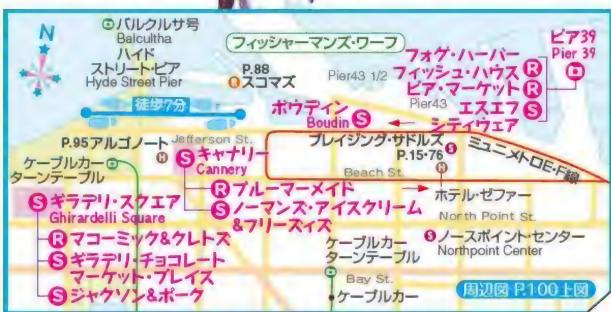 N
バルクルサ号
Balcultha
ハイド
ストリート・ピア
Hyde Street Pier
フィッシャーマンズ・ワーフ
P.88
スコマズ
Pier43 1/2
Pier43
フォグ・ハーバー
フィッシュ・ハウス R
ピア・マーケット R
エスエフ S
シティウェア
ピア39
Pier 39
徒歩7分
ボウディン
Boudin S
P.95アルゴノート
H
Jefferson St.
ケーブルカー
ターンテーブル
S キャナリー
Cannery
ブレイジング・サドルズ S
P.15・76
ミュニメトロE・F線
Beach St.
H
ホテル・ゼファー
R ブルーマーメイド
S ノーマンズ・アイスクリーム
&フリーズィズ
S ギラデリ・スクエア
Ghirardelli Square
R マコーミック&クレトズ
S ギラデリ・チョコレート
マーケット・プレイス
S ジャクソン&ポーク
North Point St.
S ノースポイント・センター
Northpoint Center
ケーブルカー
ターンテーブル
Bay St.
ケーブルカー
周辺図 P.100上図